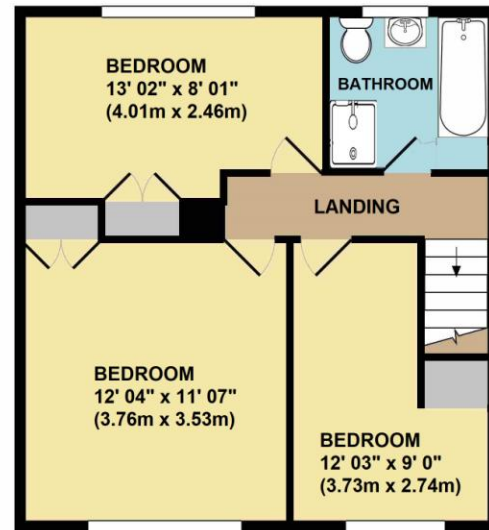 BEDROOM
13' 02" x 8' 01"
(4.01m x 2.46m)
BATHROOM
LANDING
BEDROOM
12' 04" x 11' 07"
(3.76m x 3.53m)
BEDROOM
12' 03" x 9' 0"
(3.73m x 2.74m)